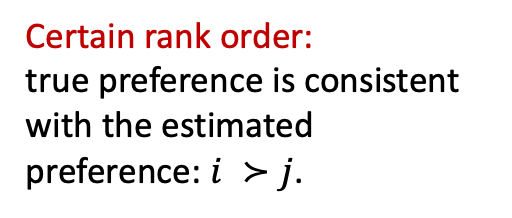 Certain rank order:
true preference is consistent
with the estimated
preference: i ≻ j.